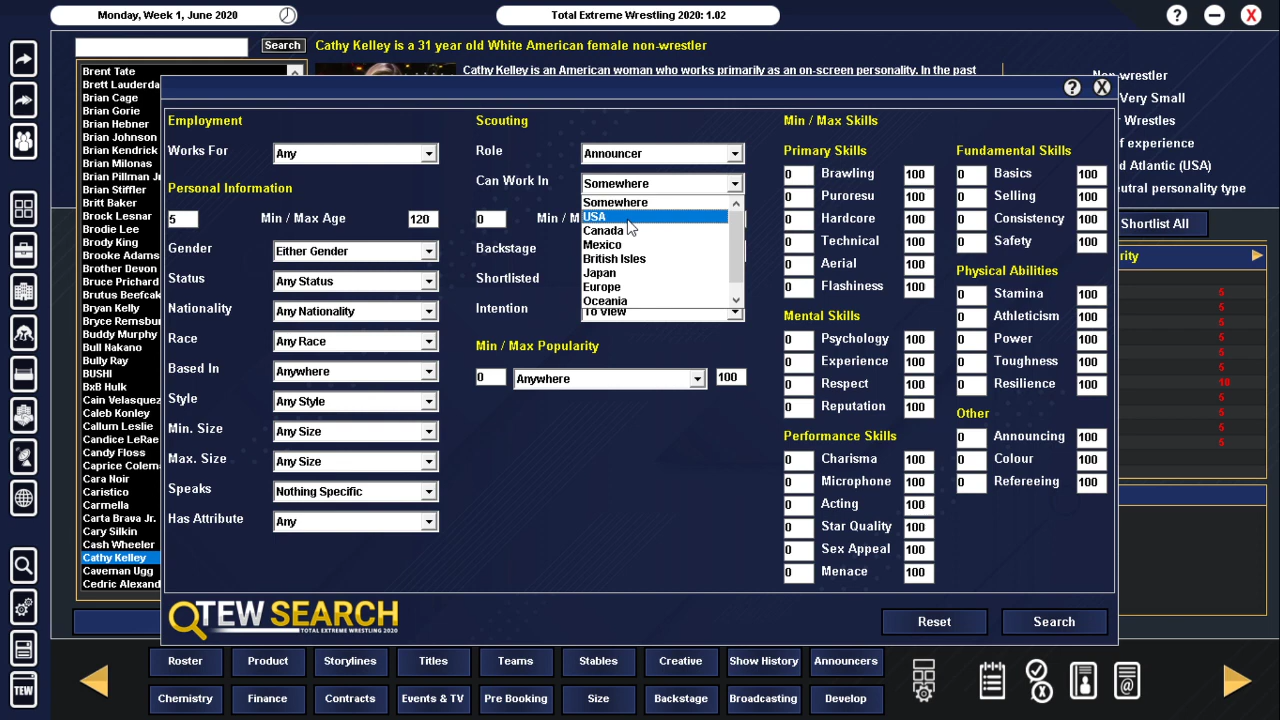 Monday, Week 1, June 2020
Total Extreme Wrestling 2020: 1.02
Search
Cathy Kelley is a 31 year old White American female non-wrestler
Cathy Kelley is an American woman who works primarily as an on-screen personality. In the past
wrestler
Very Small
Wrestles
f experience
d Atlantic (USA)
utral personality type
Shortlist All
rity
5
5
5
5
5
5
10
5
5
5
5
Brent Tate
Brett Lauderda
Brian Cage
Brian Gorie
Brian Hebner
Brian Johnson
Brian Kendrick
Brian Milonas
Brian Pillman Jr
Brian Stiffler
Britt Baker
Brock Lesnar
Brodie Lee
Brody King
Brooke Adams
Brother Devon
Bruce Prichard
Brutus Beefcak
Bryan Kelly
Bryce Remsbur
Buddy Murphy
Bull Nakano
Bully Ray
BUSHI
BxB Hulk
Cain Velasquez
Caleb Konley
Callum Leslie
Candice LeRae
Candy Floss
Caprice Colem
Cara Noir
Caristico
Carmella
Carta Brava Jr.
Cary Silkin
Cash Wheeler
Cathy Kelley
Caveman Ugg
Cedric Alexand
Employment
Works For
Any
Personal Information
5
Min / Max Age
120
Gender
Either Gender
Status
Any Status
Nationality
Any Nationality
Race
Any Race
Based In
Anywhere
Style
Any Style
Min. Size
Any Size
Max. Size
Any Size
Speaks
Nothing Specific
Has Attribute
Any
Scouting
Role
Announcer
Can Work In
Somewhere
Somewhere
USA
Canada
Mexico
British Isles
Japan
Europe
Oceania
0
Min / M
Backstage
Shortlisted
Intention
To View
Min / Max Popularity
0
Anywhere
100
Min / Max Skills
Primary Skills
0 Brawling 100
0 Puroresu 100
0 Hardcore 100
0 Technical 100
0 Aerial 100
0 Flashiness 100
Mental Skills
0 Psychology 100
0 Experience 100
0 Respect 100
0 Reputation 100
Performance Skills
0 Charisma 100
0 Microphone 100
0 Acting 100
0 Star Quality 100
0 Sex Appeal 100
0 Menace 100
Fundamental Skills
0 Basics 100
0 Selling 100
0 Consistency 100
0 Safety 100
Physical Abilities
0 Stamina 100
0 Athleticism 100
0 Power 100
0 Toughness 100
0 Resilience 100
Other
0 Announcing 100
0 Colour 100
0 Refereeing 100
TEW SEARCH
TOTAL EXTREME WRESTLING 2020
Reset
Search
TEW
Roster
Product
Storylines
Titles
Teams
Stables
Creative
Show History
Announcers
Chemistry
Finance
Contracts
Events & TV
Pre Booking
Size
Backstage
Broadcasting
Develop